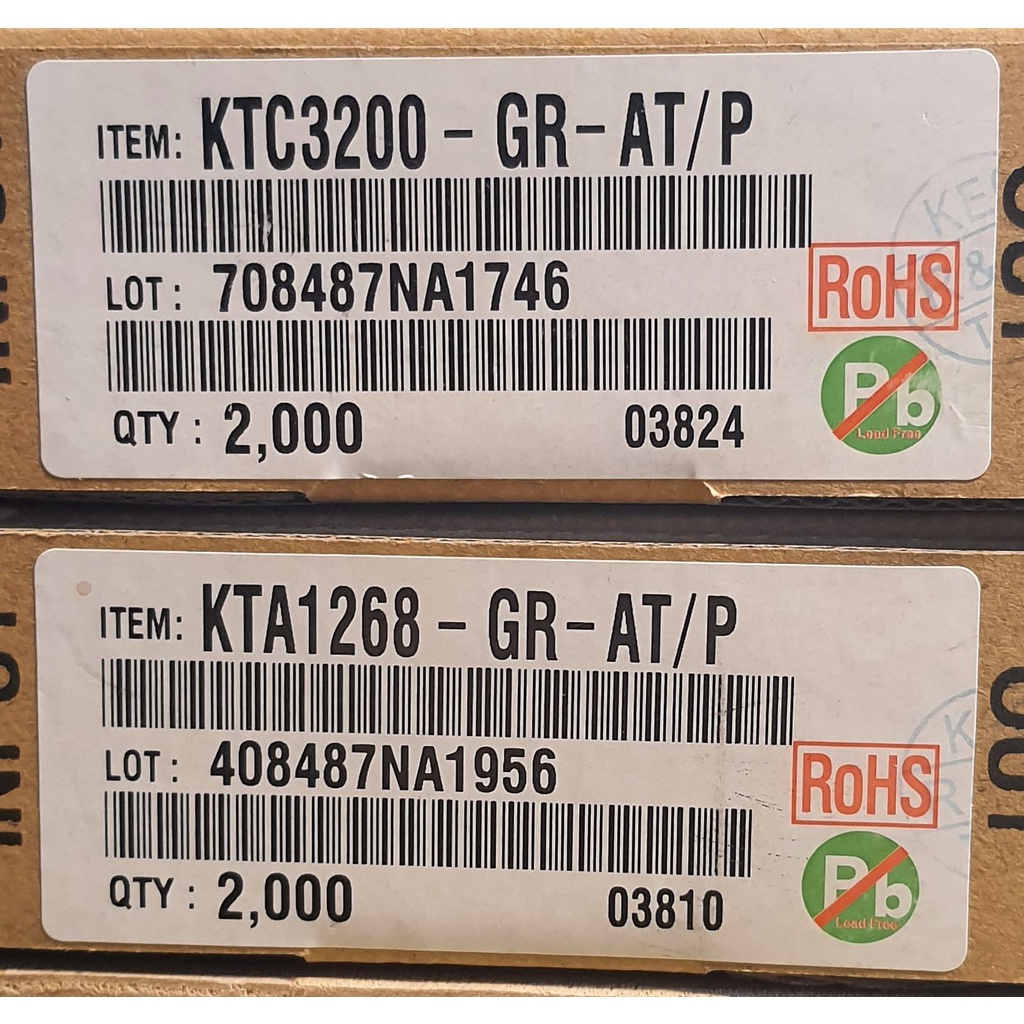 ITEM: KTC3200 - GR - AT/P
LOT : 708487NA1746
RoHS
Pb
Lead Free
QTY : 2,000 03824
ITEM: KTA1268 - GR - AT/P
LOT : 408487NA1956
RoHS
Pb
Lead Free
QTY : 2,000 03810